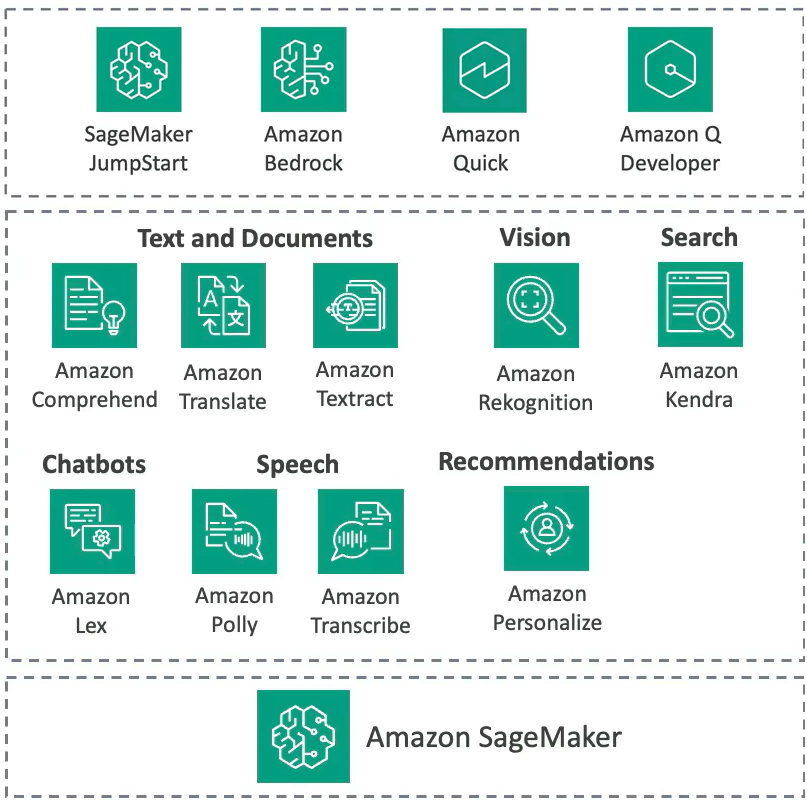 SageMaker
JumpStart
Amazon
Bedrock
Amazon
Quick
Amazon Q
Developer
Text and Documents
Vision
Search
Amazon
Comprehend
Amazon
Translate
Amazon
Textract
Amazon
Rekognition
Amazon
Kendra
Chatbots
Speech
Recommendations
Amazon
Lex
Amazon
Polly
Amazon
Transcribe
Amazon
Personalize
Amazon SageMaker